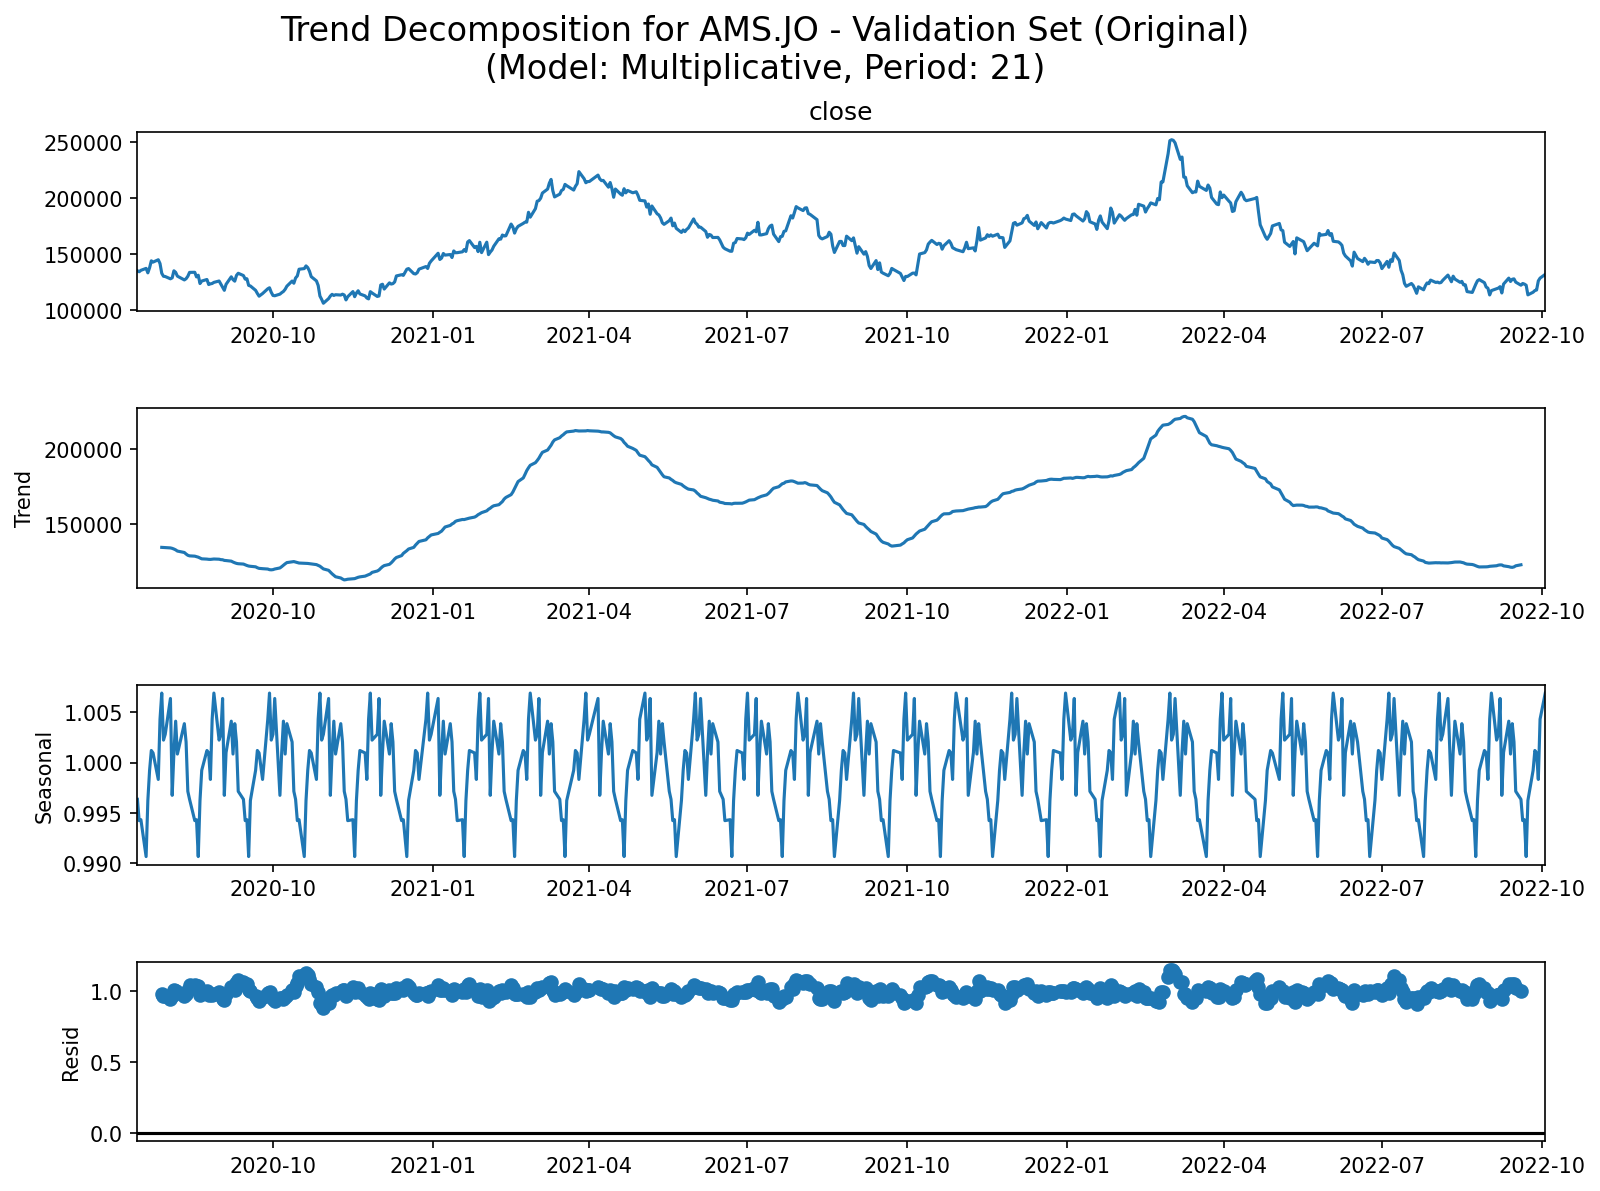 Trend Decomposition for AMS.JO - Validation Set (Original)
(Model: Multiplicative, Period: 21)
close
250000
200000
150000
100000
2020-10 2021-01 2021-04 2021-07 2021-10 2022-01 2022-04 2022-07 2022-10
Trend
200000
150000
2020-10 2021-01 2021-04 2021-07 2021-10 2022-01 2022-04 2022-07 2022-10
Seasonal
1.005
1.000
0.995
0.990
2020-10 2021-01 2021-04 2021-07 2021-10 2022-01 2022-04 2022-07 2022-10
Resid
1.0
0.5
0.0
2020-10 2021-01 2021-04 2021-07 2021-10 2022-01 2022-04 2022-07 2022-10